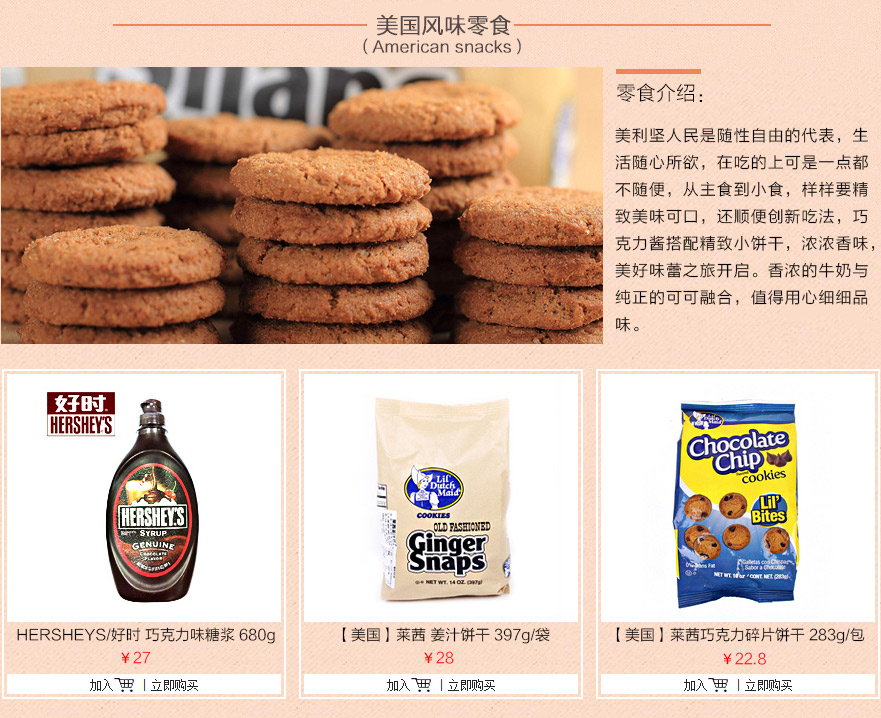 美国风味零食
( American snacks )
零食介绍：
美利坚人民是随性自由的代表，生
活随心所欲，在吃的上可是一点都
不随便，从主食到小食，样样要精
致美味可口，还顺便创新吃法，巧
克力酱搭配精致小饼干，浓浓香味，
美好味蕾之旅开启。香浓的牛奶与
纯正的可可融合，值得用心细细品
味。
好时
HERSHEY'S
HERSHEY'S
SYRUP
GENUINE
CHOCOLATE
FLAVOR
HERSHEYS/好时 巧克力味糖浆 680g
¥27
加入 | 立即购买
Lil'
Dutch
Maid
COOKIES
OLD FASHIONED
Ginger
Snaps
NET WT. 14 OZ. (397g)
【美国】莱茜 姜汁饼干 397g/袋
¥28
加入 | 立即购买
Chocolate
Chip
cookies
Lil'
Bites
NET WT. 10 oz / CONT. NET. (283g)
【美国】莱茜巧克力碎片饼干 283g/包
¥22.8
加入 | 立即购买